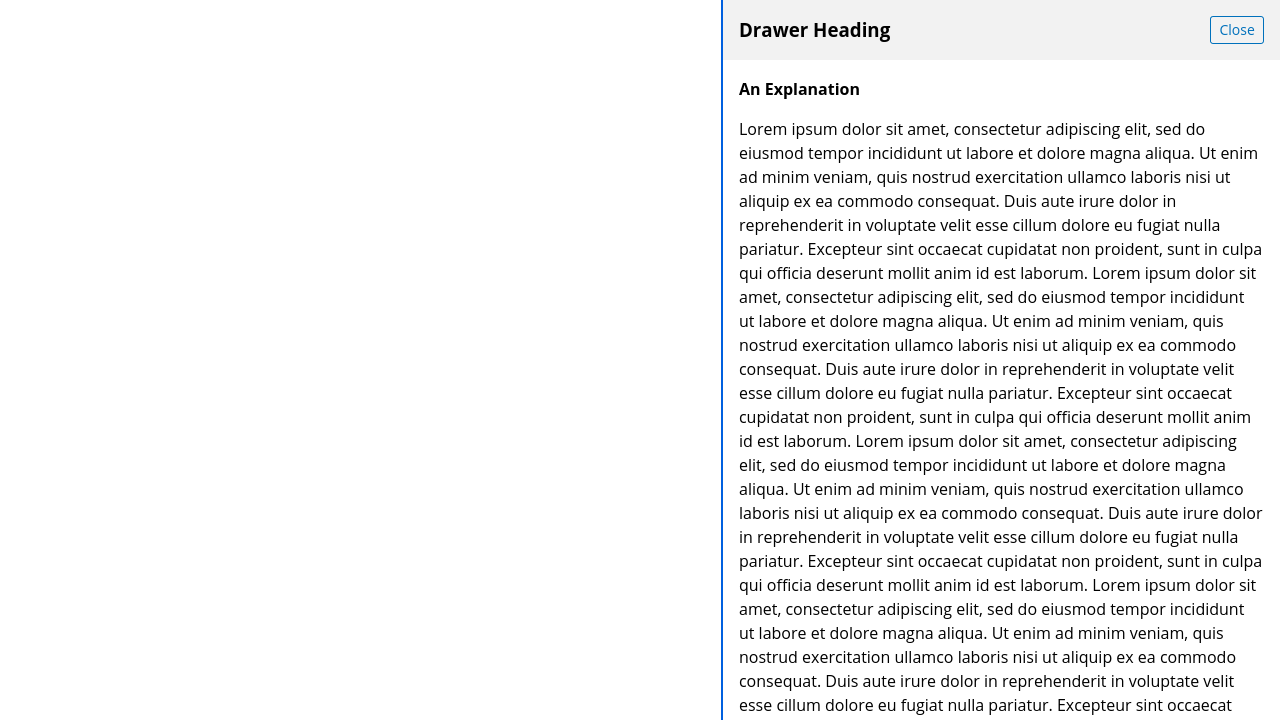 Drawer Heading
Close
An Explanation
Lorem ipsum dolor sit amet, consectetur adipiscing elit, sed do
eiusmod tempor incididunt ut labore et dolore magna aliqua. Ut enim
ad minim veniam, quis nostrud exercitation ullamco laboris nisi ut
aliquip ex ea commodo consequat. Duis aute irure dolor in
reprehenderit in voluptate velit esse cillum dolore eu fugiat nulla
pariatur. Excepteur sint occaecat cupidatat non proident, sunt in culpa
qui officia deserunt mollit anim id est laborum. Lorem ipsum dolor sit
amet, consectetur adipiscing elit, sed do eiusmod tempor incididunt
ut labore et dolore magna aliqua. Ut enim ad minim veniam, quis
nostrud exercitation ullamco laboris nisi ut aliquip ex ea commodo
consequat. Duis aute irure dolor in reprehenderit in voluptate velit
esse cillum dolore eu fugiat nulla pariatur. Excepteur sint occaecat
cupidatat non proident, sunt in culpa qui officia deserunt mollit anim
id est laborum. Lorem ipsum dolor sit amet, consectetur adipiscing
elit, sed do eiusmod tempor incididunt ut labore et dolore magna
aliqua. Ut enim ad minim veniam, quis nostrud exercitation ullamco
laboris nisi ut aliquip ex ea commodo consequat. Duis aute irure dolor
in reprehenderit in voluptate velit esse cillum dolore eu fugiat nulla
pariatur. Excepteur sint occaecat cupidatat non proident, sunt in culpa
qui officia deserunt mollit anim id est laborum. Lorem ipsum dolor sit
amet, consectetur adipiscing elit, sed do eiusmod tempor incididunt
ut labore et dolore magna aliqua. Ut enim ad minim veniam, quis
nostrud exercitation ullamco laboris nisi ut aliquip ex ea commodo
consequat. Duis aute irure dolor in reprehenderit in voluptate velit
esse cillum dolore eu fugiat nulla pariatur. Excepteur sint occaecat